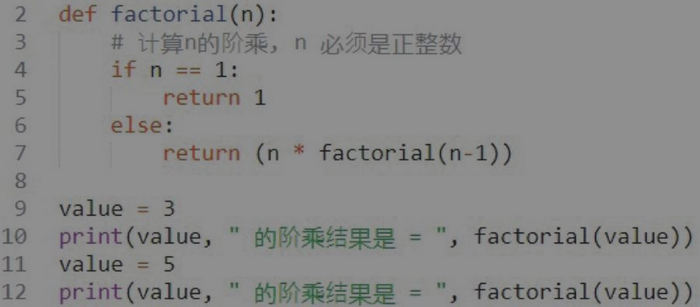 2 def factorial(n):
3 # 计算n的阶乘，n 必须是正整数
4 if n == 1:
5 return 1
6 else:
7 return (n * factorial(n-1))
8
9 value = 3
10 print(value, " 的阶乘结果是 = ", factorial(value))
11 value = 5
12 print(value, " 的阶乘结果是 = ", factorial(value))